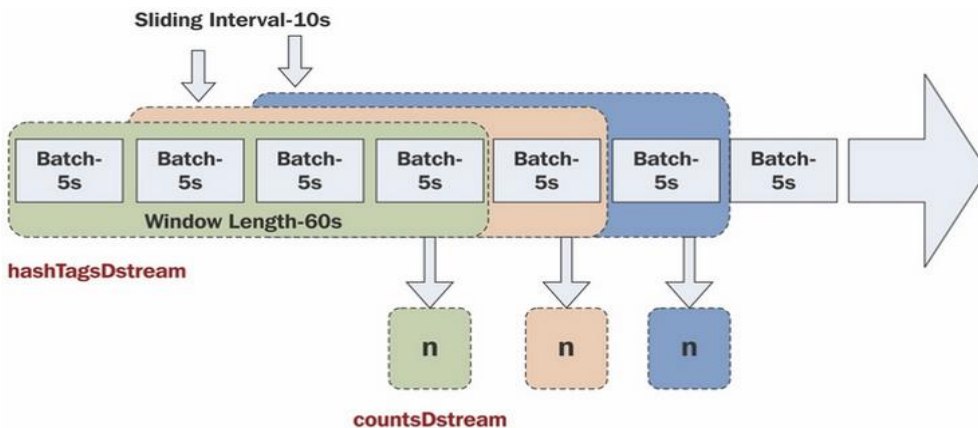 Sliding Interval-10s
Batch-
5s
Batch-
5s
Batch-
5s
Batch-
5s
Batch-
5s
Batch-
5s
Batch-
5s
Window Length-60s
hashTagsDstream
n
n
n
countsDstream